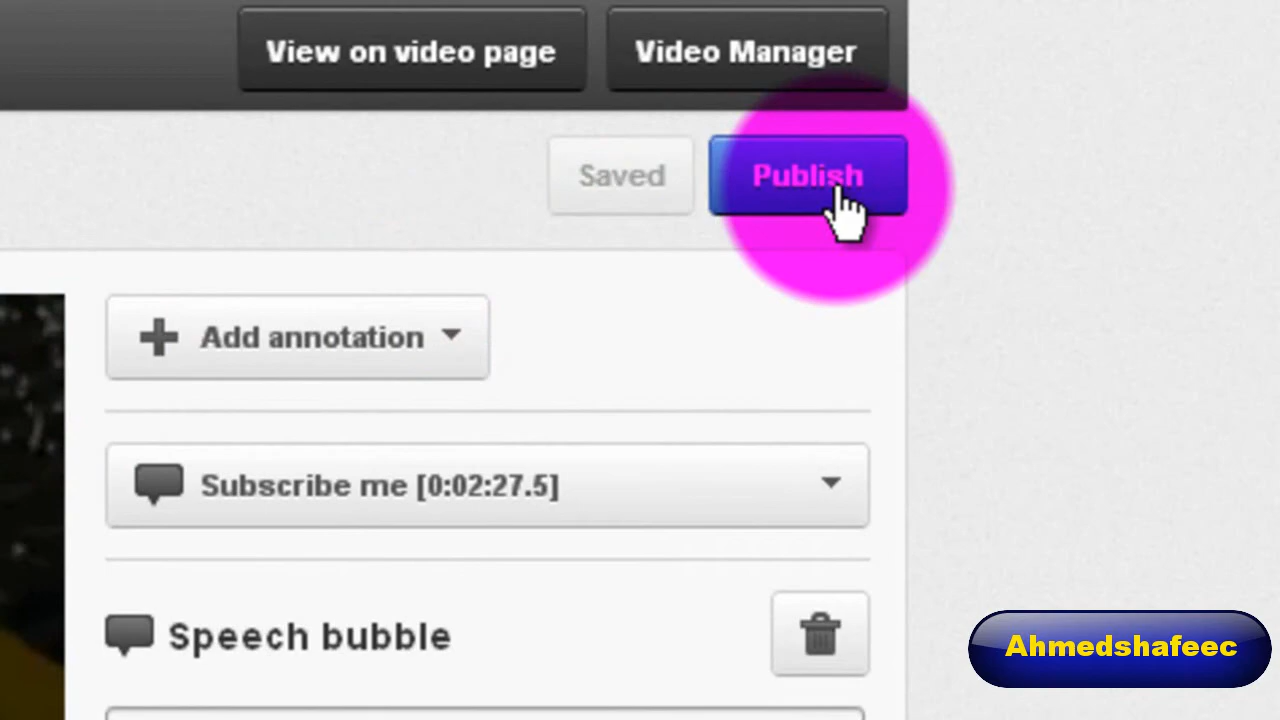 View on video page
Video Manager
Saved
Publish
Add annotation
Subscribe me [0:02:27.5]
Speech bubble
Ahmedshafeec